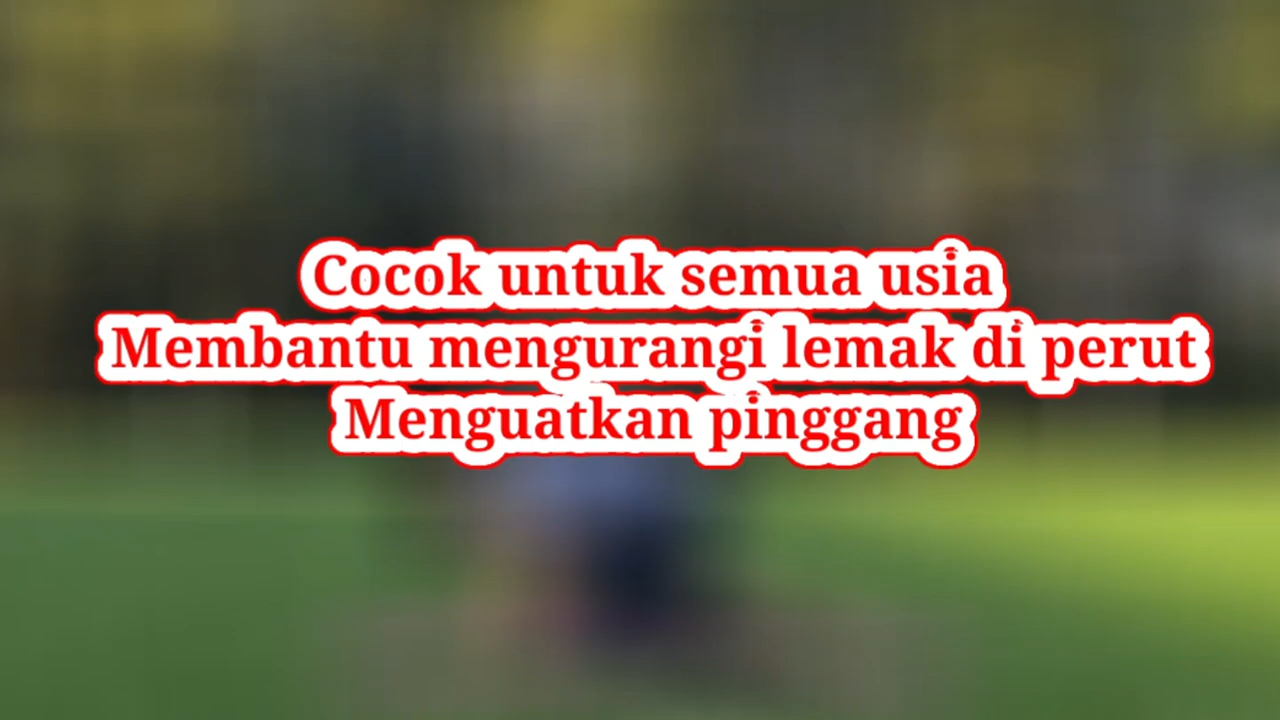 Cocok untuk semua usia
Membantu mengurangi lemak di perut
Menguatkan pinggang